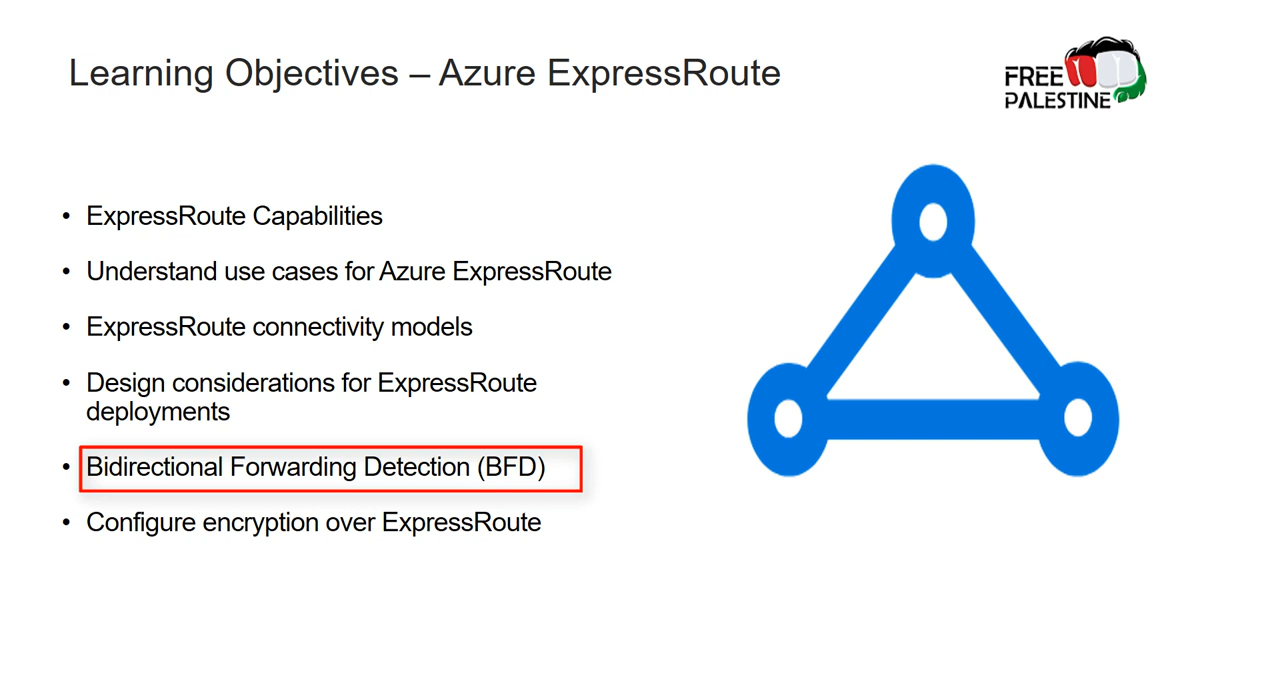 Learning Objectives – Azure ExpressRoute
FREE
PALESTINE
• ExpressRoute Capabilities
• Understand use cases for Azure ExpressRoute
• ExpressRoute connectivity models
• Design considerations for ExpressRoute
deployments
• Bidirectional Forwarding Detection (BFD)
• Configure encryption over ExpressRoute